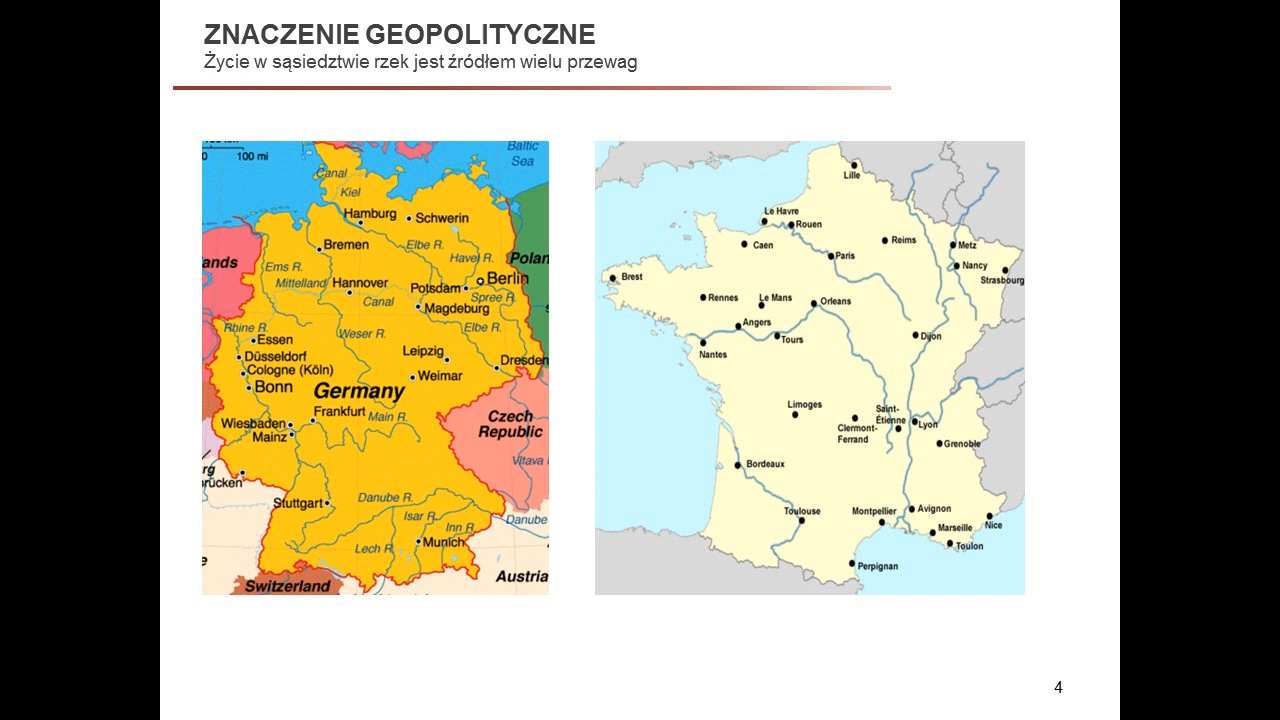 ZNACZENIE GEOPOLITYCZNE
Życie w sąsiedztwie rzek jest źródłem wielu przewag
0 100 mi
Baltic
Sea
Canal
Kiel
Hamburg
Schwerin
Bremen
Elbe R.
Havel R.
Polan
ands
Ems R.
Mittelland
Hannover
Canal
Potsdam
Berlin
Spree R.
Magdeburg
Rhine R.
Weser R.
Elbe R.
Essen
Düsseldorf
Cologne (Köln)
Bonn
Leipzig
Weimar
Dresden
Germany
Frankfurt
Main R.
Wiesbaden
Mainz
Czech
Republic
Vltava
rg
brücken
Stuttgart
Danube R.
Isar R.
Inn R.
Danube
Lech R.
Munich
e
Switzerland
Austria
Lille
Le Havre
Rouen
Caen
Reims
Paris
Metz
Nancy
Strasbourg
Brest
Rennes
Le Mans
Orleans
Angers
Tours
Nantes
Dijon
Limoges
Clermont-
Ferrand
Saint-
Étienne
Lyon
Grenoble
Bordeaux
Toulouse
Montpellier
Avignon
Marseille
Nice
Toulon
Perpignan
4